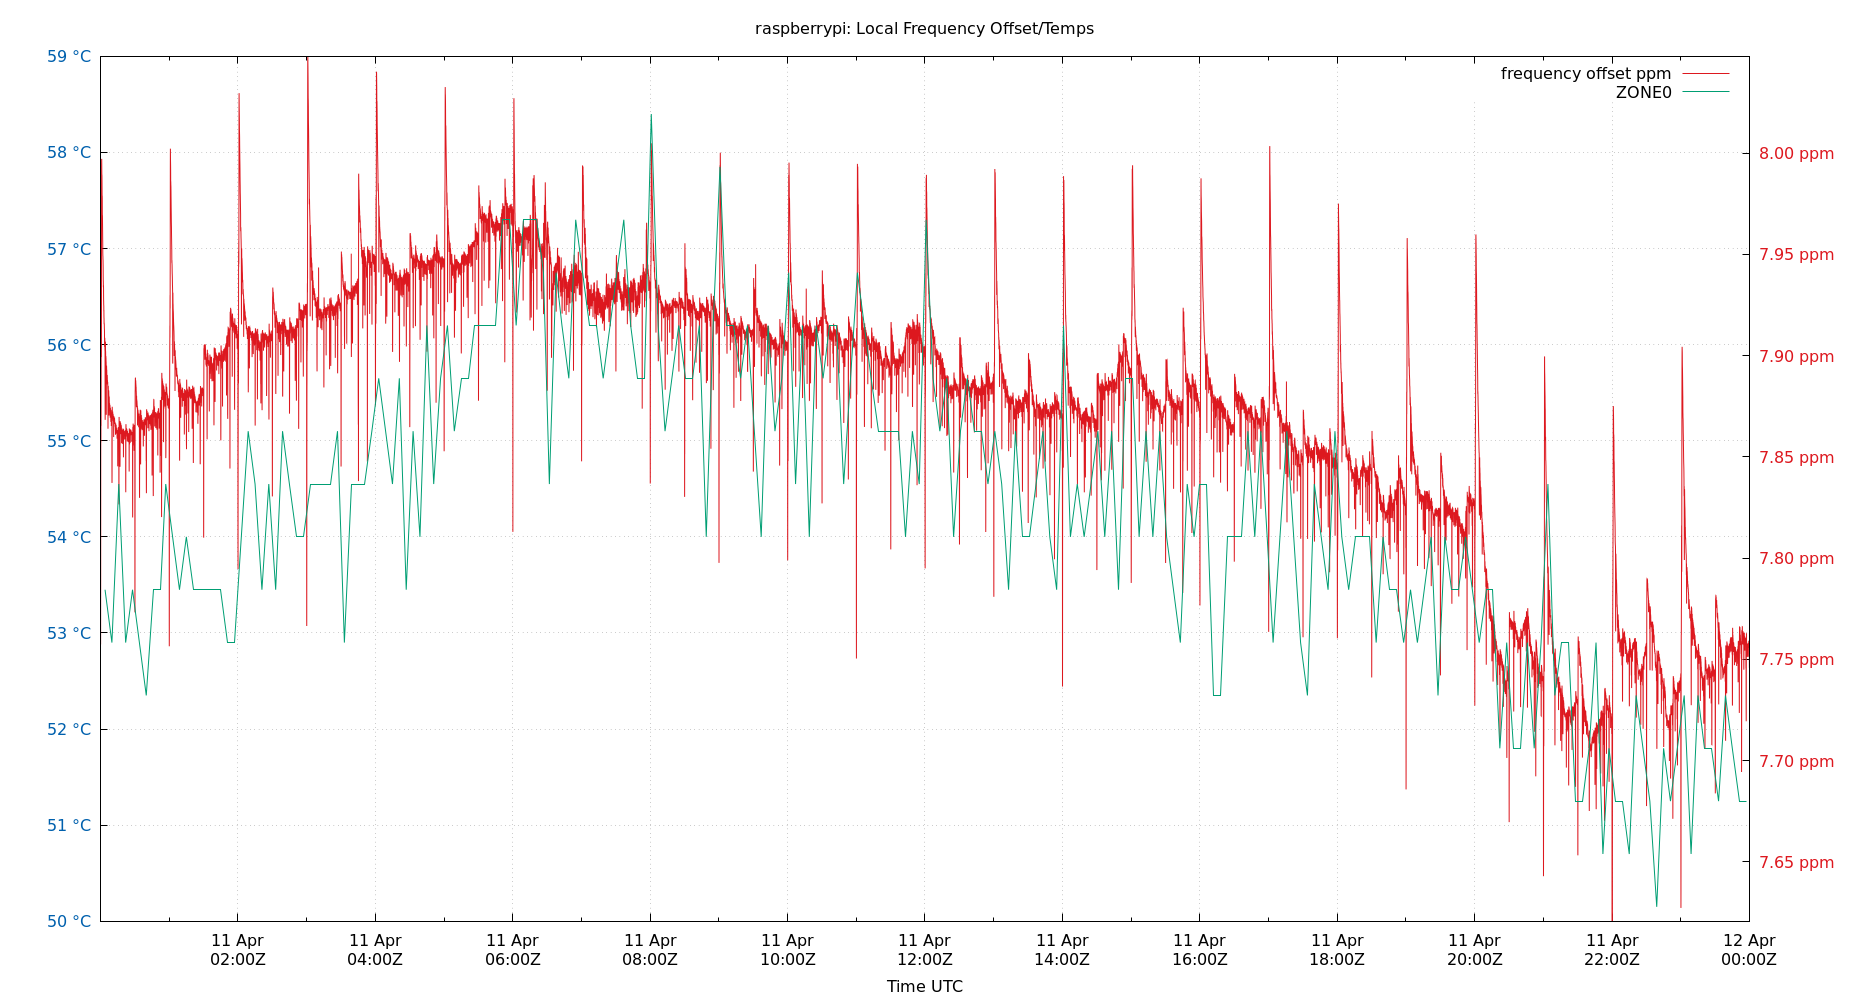 raspberrypi: Local Frequency Offset/Temps
59 °C
58 °C
57 °C
56 °C
55 °C
54 °C
53 °C
52 °C
51 °C
50 °C
frequency offset ppm
ZONE0
8.00 ppm
7.95 ppm
7.90 ppm
7.85 ppm
7.80 ppm
7.75 ppm
7.70 ppm
7.65 ppm
11 Apr 11 Apr 11 Apr 11 Apr 11 Apr 11 Apr 11 Apr 11 Apr 11 Apr 11 Apr 11 Apr 12 Apr
02:00Z 04:00Z 06:00Z 08:00Z 10:00Z 12:00Z 14:00Z 16:00Z 18:00Z 20:00Z 22:00Z 00:00Z
Time UTC